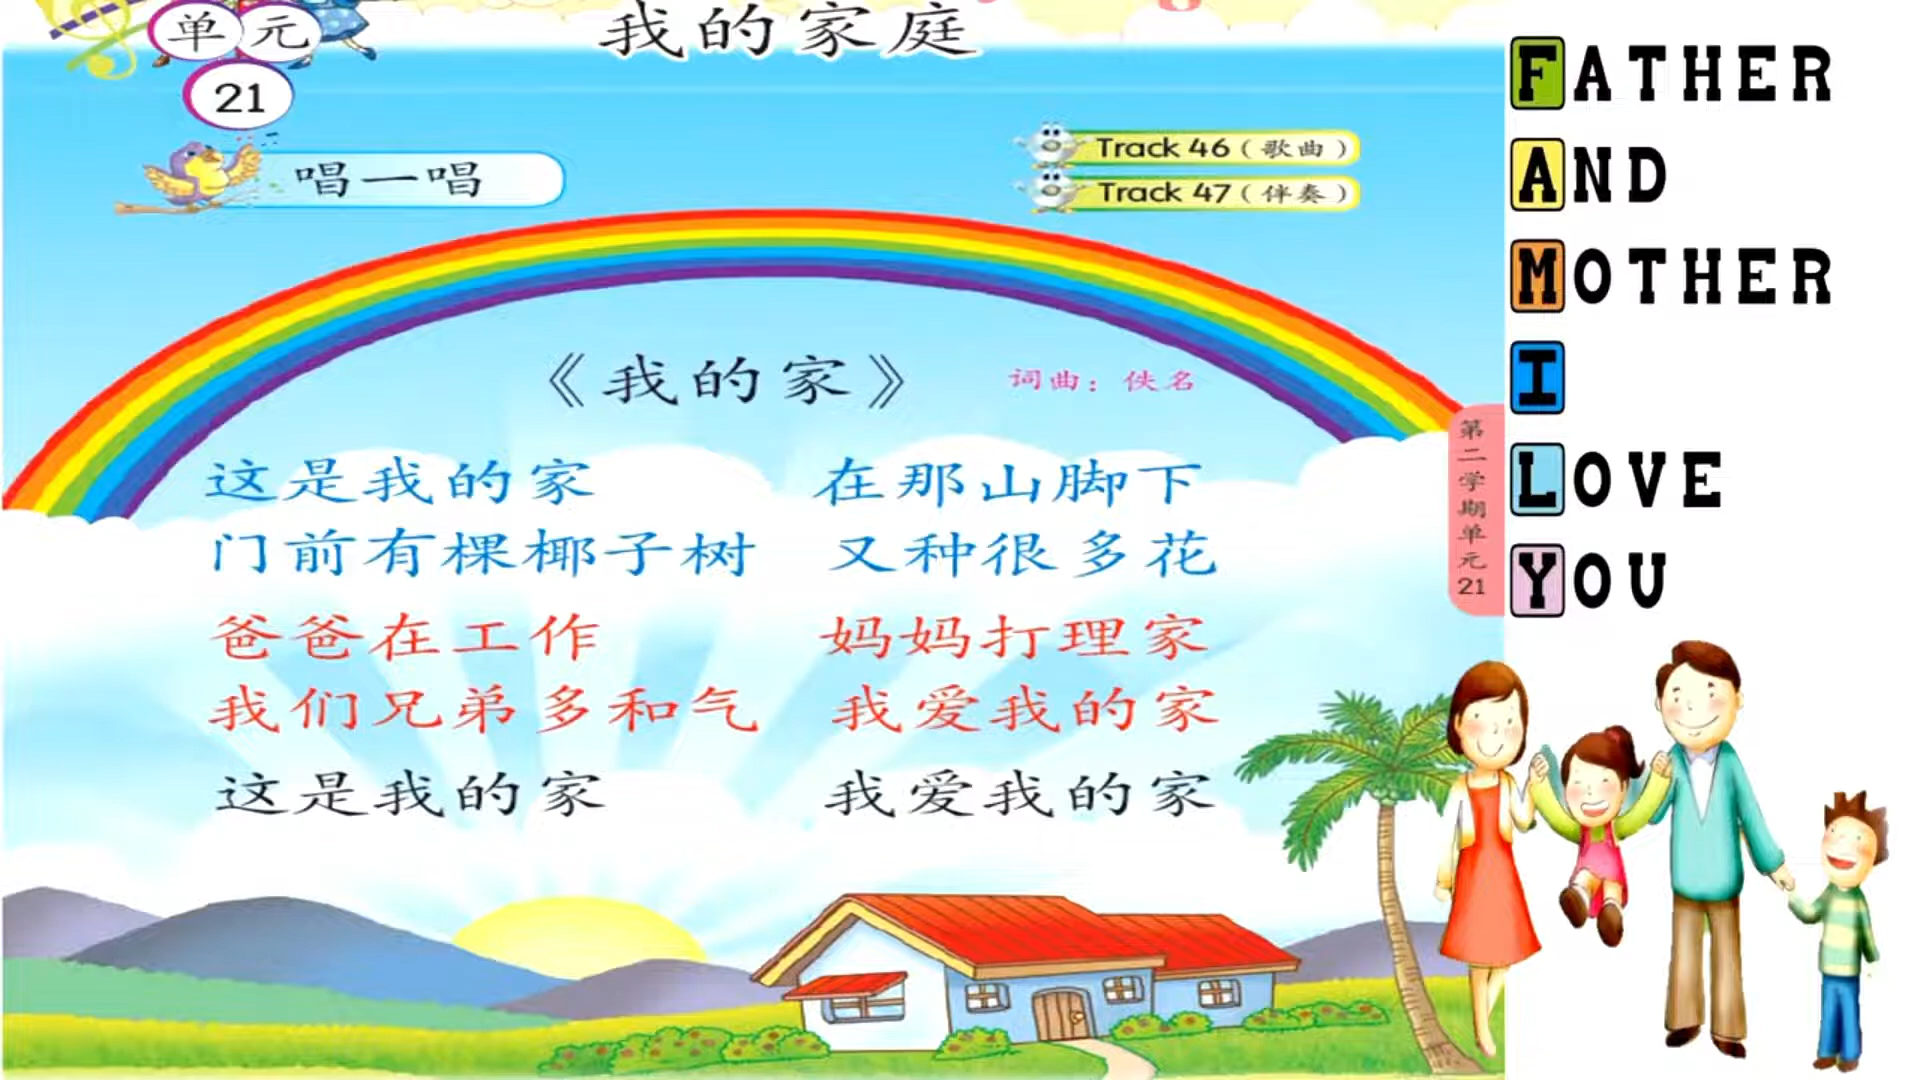 单元
21
我的家庭
唱一唱
Track 46（歌曲）
Track 47（伴奏）
《我的家》 词曲：佚名
这是我的家 在那山脚下
门前有棵椰子树 又种很多花
爸爸在工作 妈妈打理家
我们兄弟多和气 我爱我的家
这是我的家 我爱我的家
第二学期单元21
FATHER
AND
MOTHER
I
LOVE
YOU